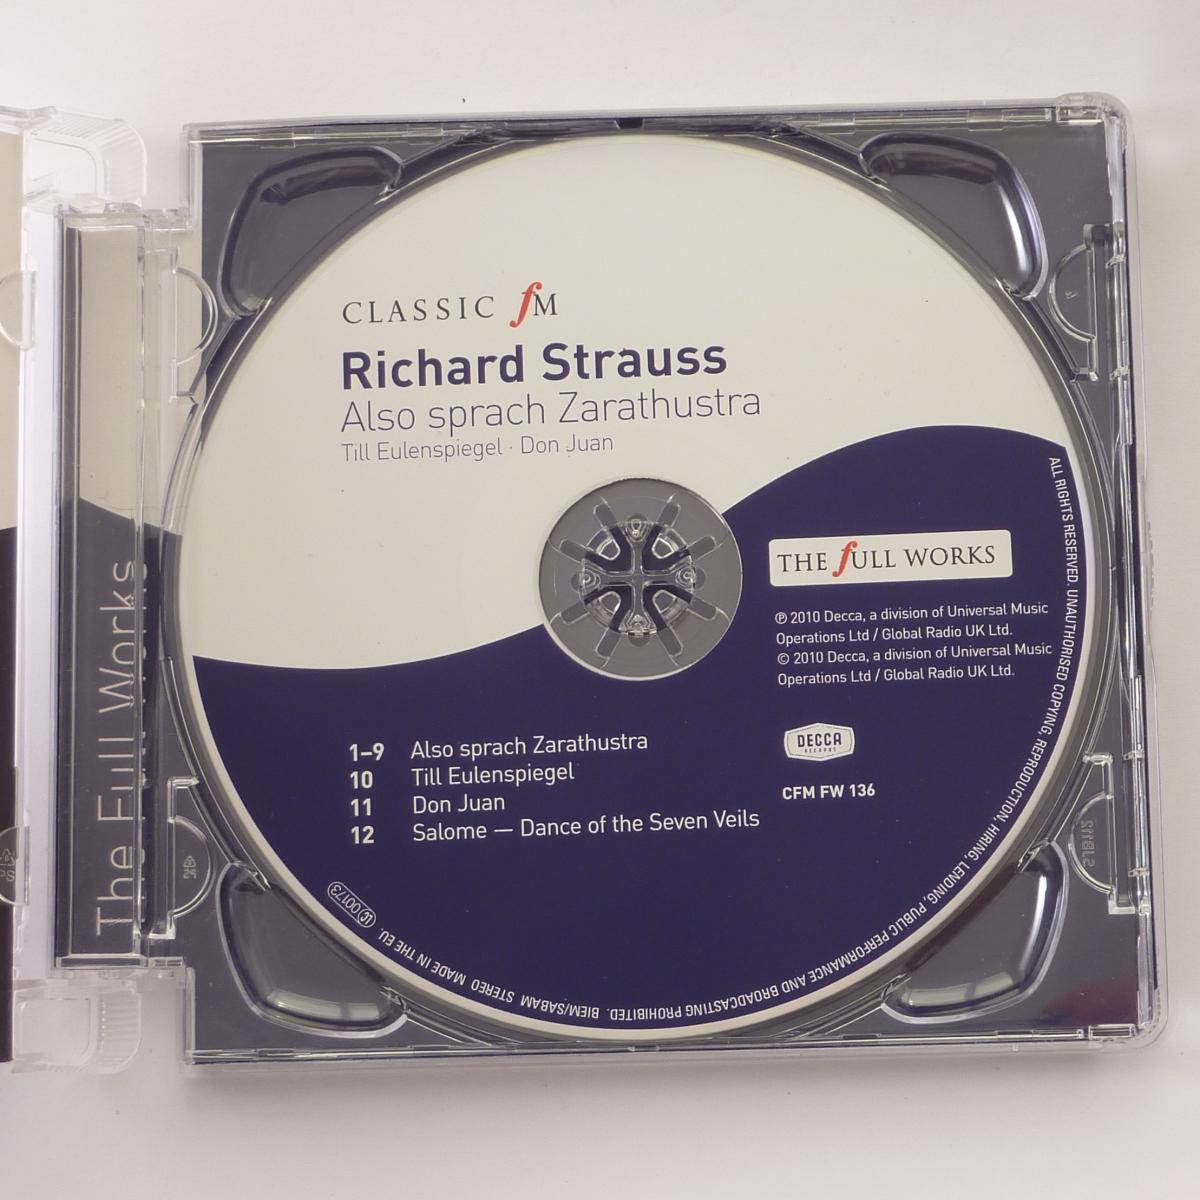 CLASSIC fM
Richard Strauss
Also sprach Zarathustra
Till Eulenspiegel · Don Juan
THE fULL WORKS
℗ 2010 Decca, a division of Universal Music
Operations Ltd / Global Radio UK Ltd.
© 2010 Decca, a division of Universal Music
Operations Ltd / Global Radio UK Ltd.
DECCA
RECORDS
CFM FW 136
1–9 Also sprach Zarathustra
10 Till Eulenspiegel
11 Don Juan
12 Salome — Dance of the Seven Veils
ALL RIGHTS RESERVED. UNAUTHORISED COPYING, REPRODUCTION, HIRING, LENDING, PUBLIC PERFORMANCE AND BROADCASTING PROHIBITED. BIEM/SABAM STEREO MADE IN THE EU. LC 00173
The Full Works
PS